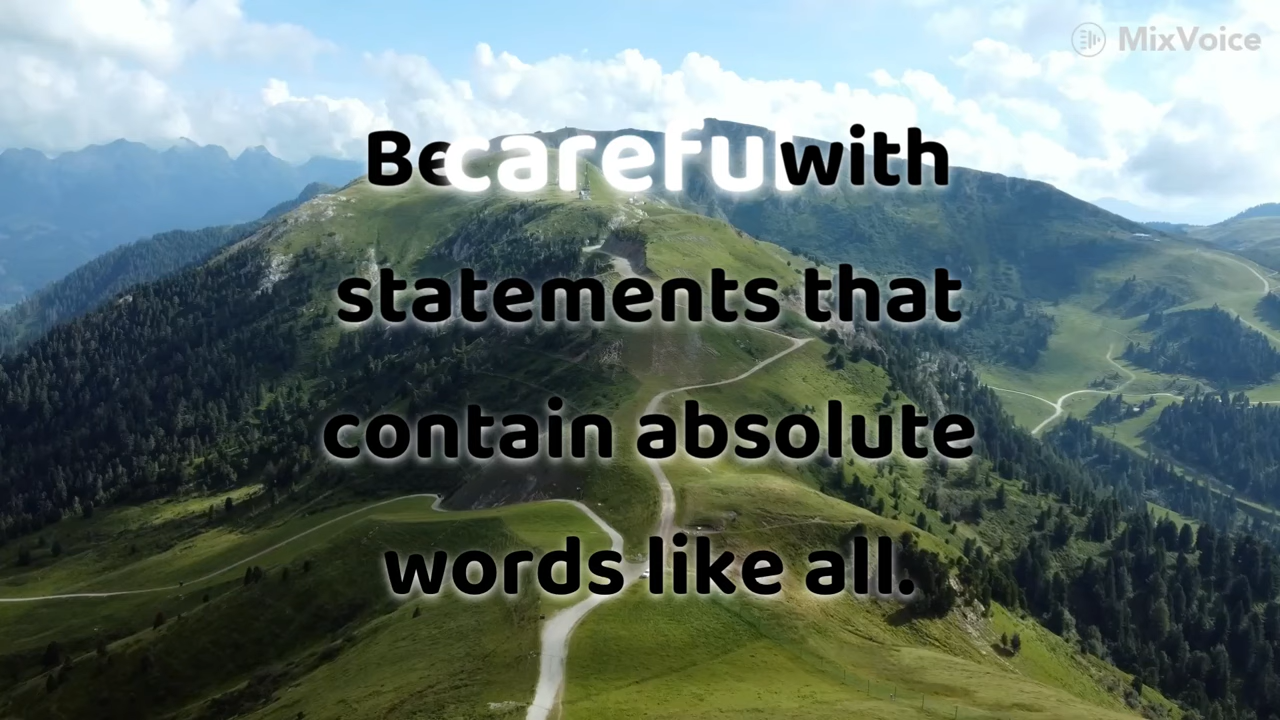 MixVoice
Be careful with
statements that
contain absolute
words like all.